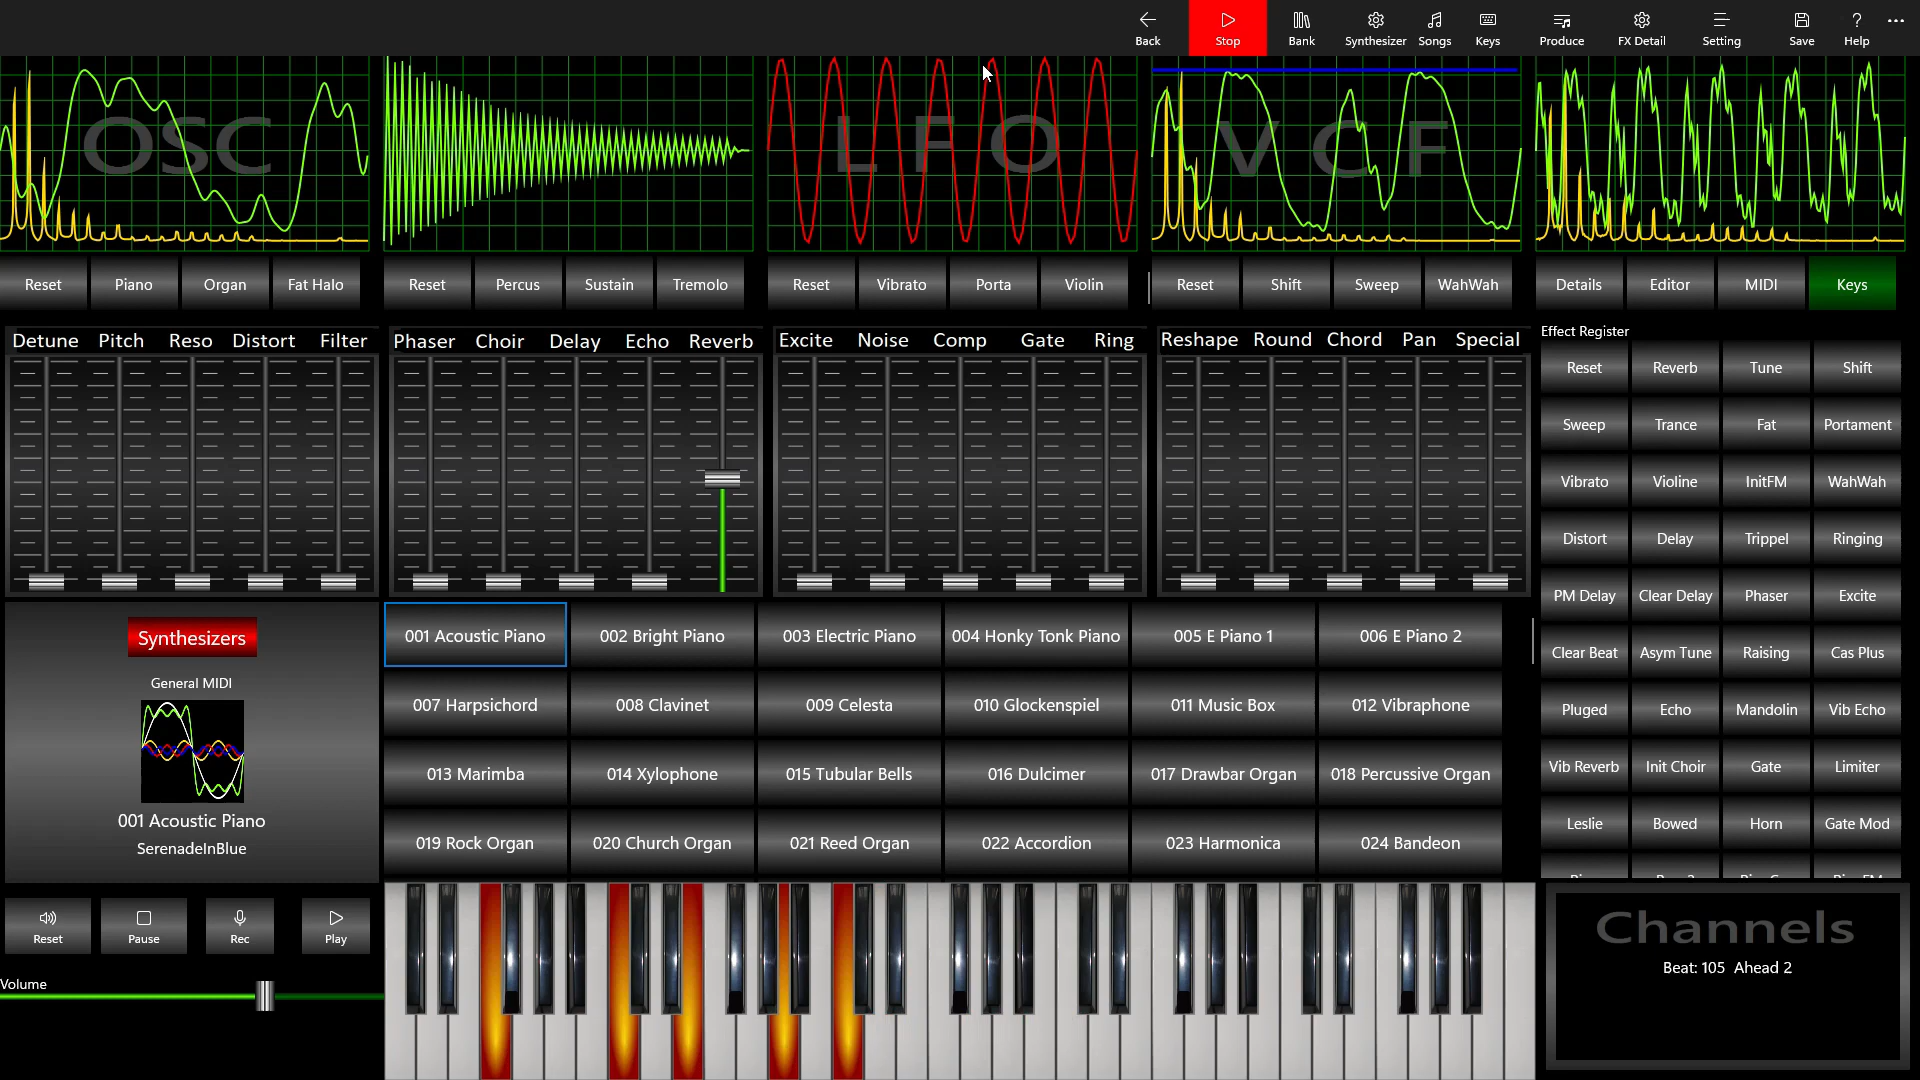 Back Stop Bank Synthesizer Songs Keys Produce FX Detail Setting Save Help
OSC LFO VCF
Reset Piano Organ Fat Halo Reset Percus Sustain Tremolo Reset Vibrato Porta Violin Reset Shift Sweep WahWah Details Editor MIDI Keys
Detune Pitch Reso Distort Filter Phaser Choir Delay Echo Reverb Excite Noise Comp Gate Ring Reshape Round Chord Pan Special
Effect Register
Reset Reverb Tune Shift
Sweep Trance Fat Portament
Vibrato Violine InitFM WahWah
Distort Delay Trippel Ringing
PM Delay Clear Delay Phaser Excite
Clear Beat Asym Tune Raising Cas Plus
Pluged Echo Mandolin Vib Echo
Vib Reverb Init Choir Gate Limiter
Leslie Bowed Horn Gate Mod
Synthesizers
General MIDI
001 Acoustic Piano
SerenadeInBlue
001 Acoustic Piano 002 Bright Piano 003 Electric Piano 004 Honky Tonk Piano 005 E Piano 1 006 E Piano 2
007 Harpsichord 008 Clavinet 009 Celesta 010 Glockenspiel 011 Music Box 012 Vibraphone
013 Marimba 014 Xylophone 015 Tubular Bells 016 Dulcimer 017 Drawbar Organ 018 Percussive Organ
019 Rock Organ 020 Church Organ 021 Reed Organ 022 Accordion 023 Harmonica 024 Bandeon
Reset Pause Rec Play
Volume
Channels
Beat: 105 Ahead 2